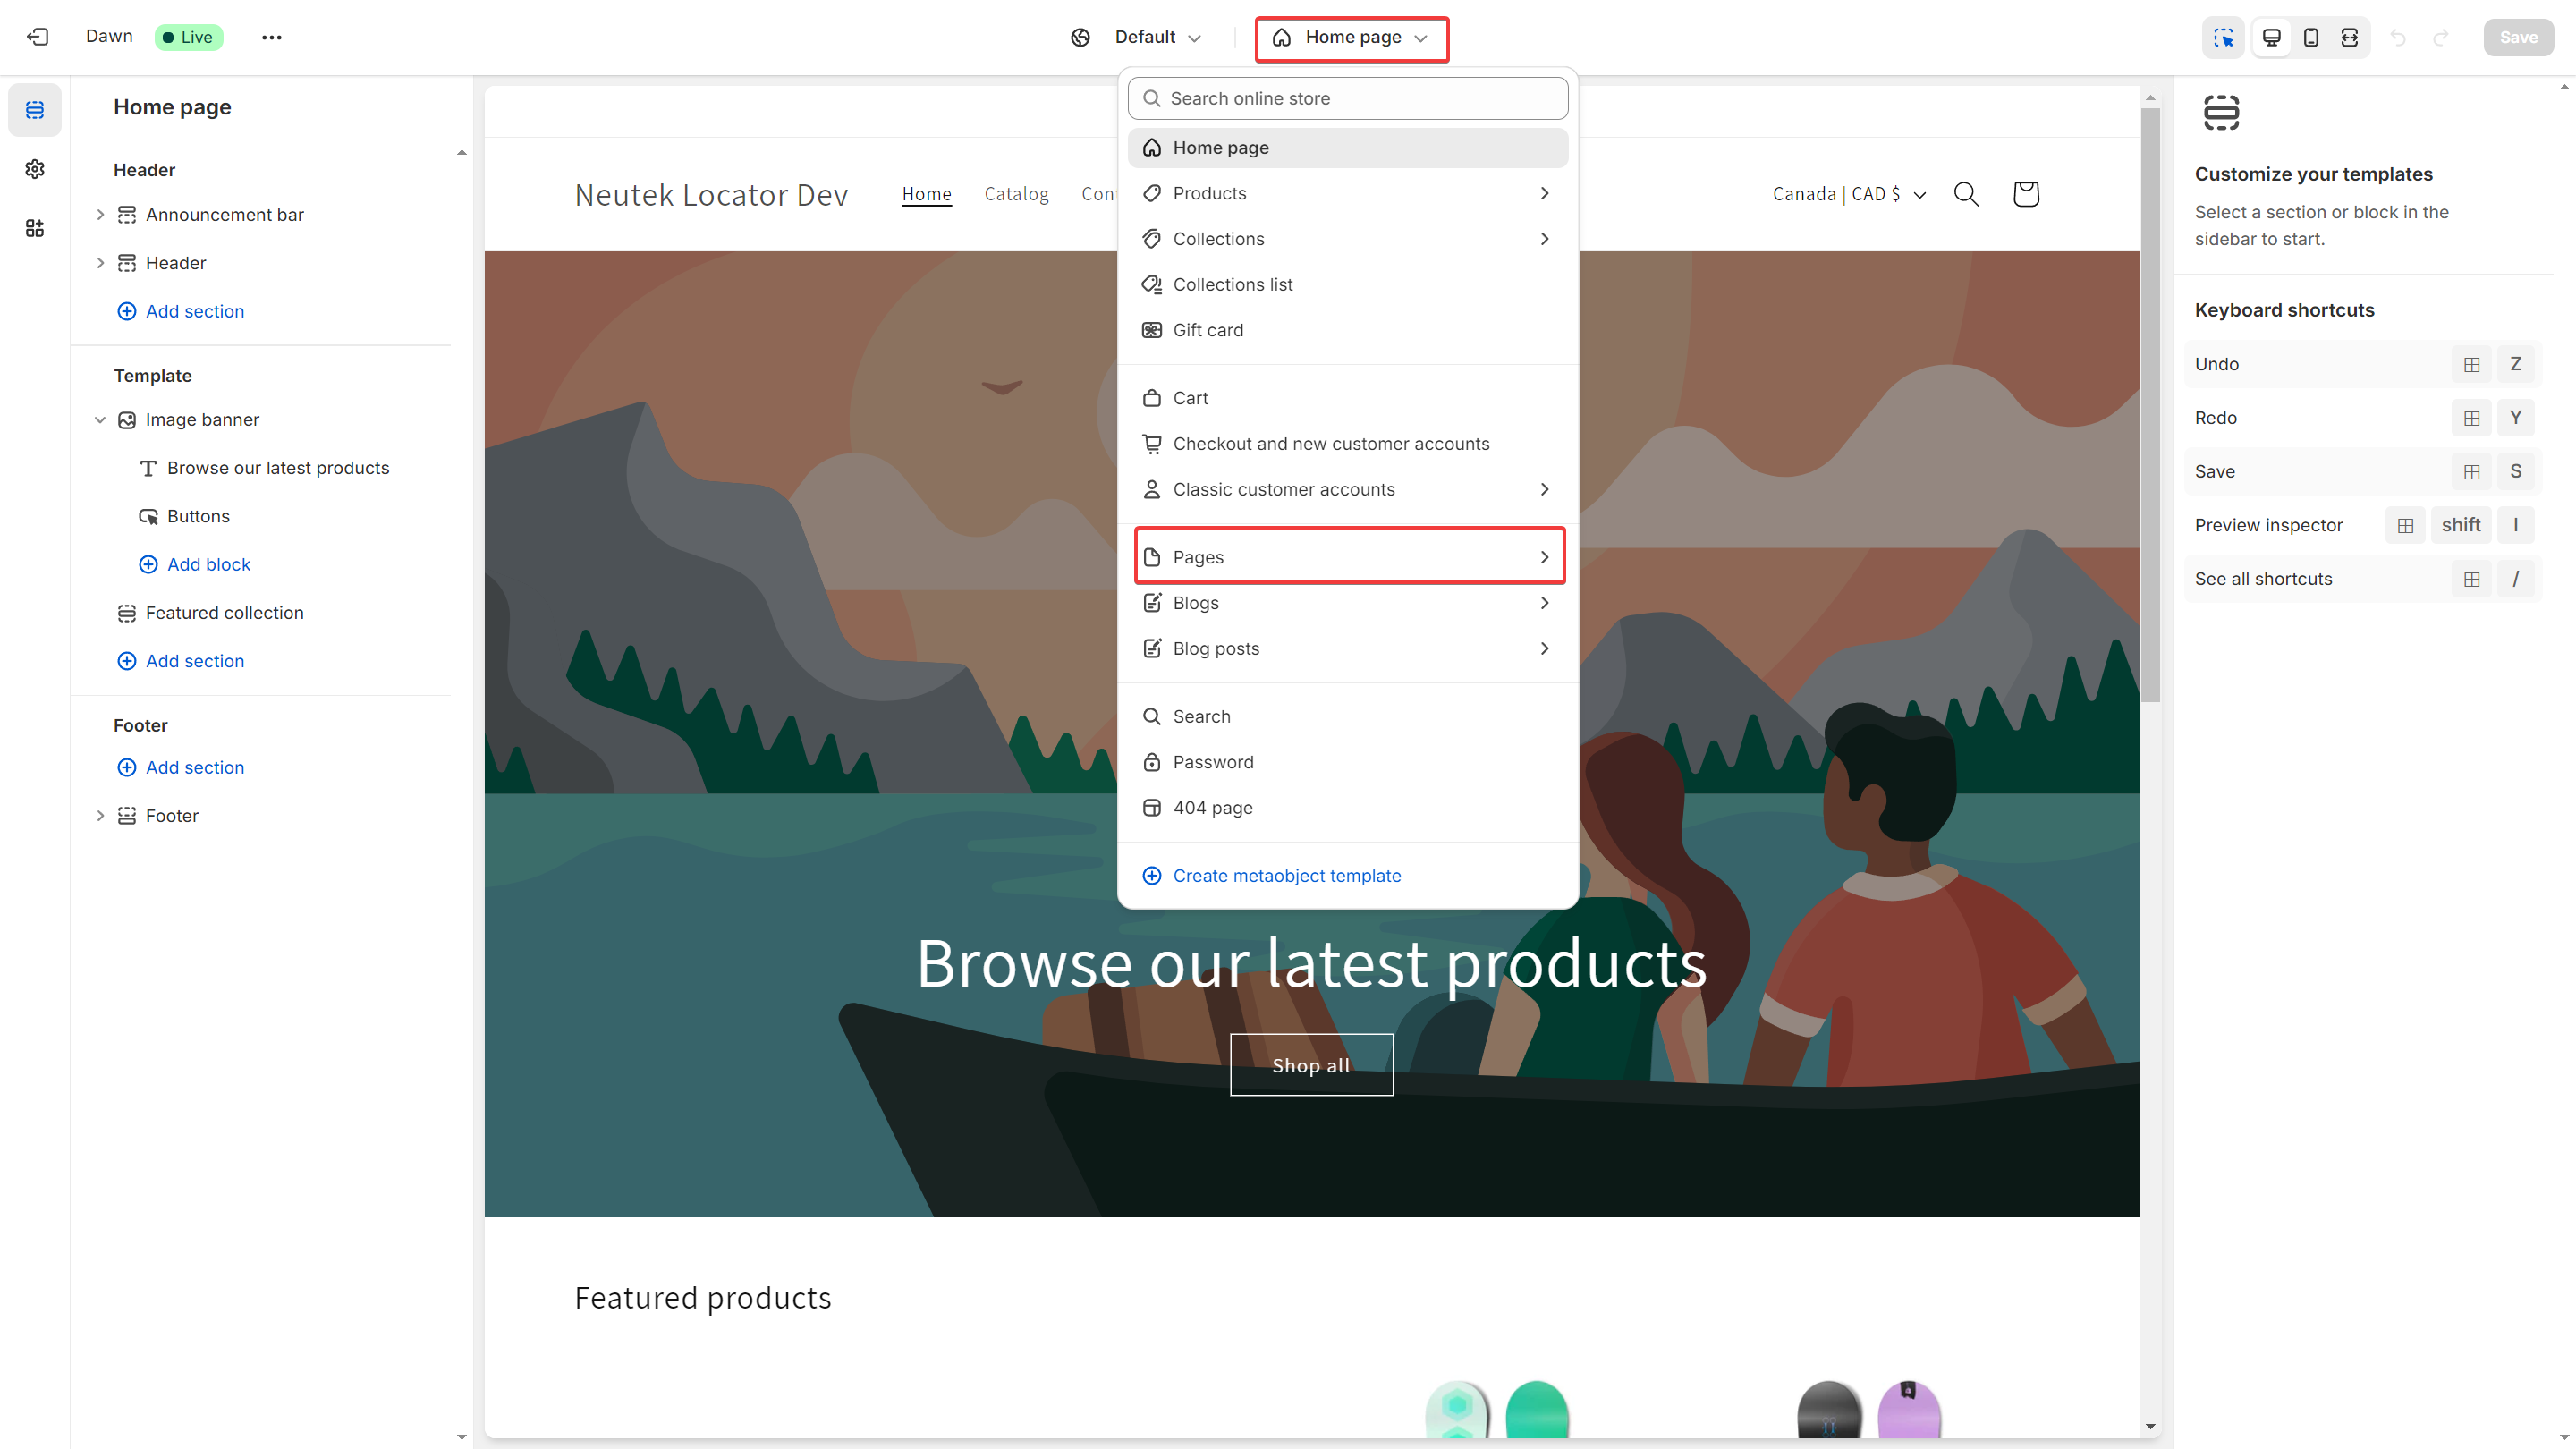 Dawn
Live
Default
Home page
Save
Home page
Header
Announcement bar
Header
Add section
Template
Image banner
Browse our latest products
Buttons
Add block
Featured collection
Add section
Footer
Add section
Footer
Neutek Locator Dev
Home
Catalog
Con
Canada | CAD $
Search online store
Home page
Products
Collections
Collections list
Gift card
Cart
Checkout and new customer accounts
Classic customer accounts
Pages
Blogs
Blog posts
Search
Password
404 page
Create metaobject template
Browse our latest products
Shop all
Featured products
Customize your templates
Select a section or block in the
sidebar to start.
Keyboard shortcuts
Undo Z
Redo Y
Save S
Preview inspector shift I
See all shortcuts /